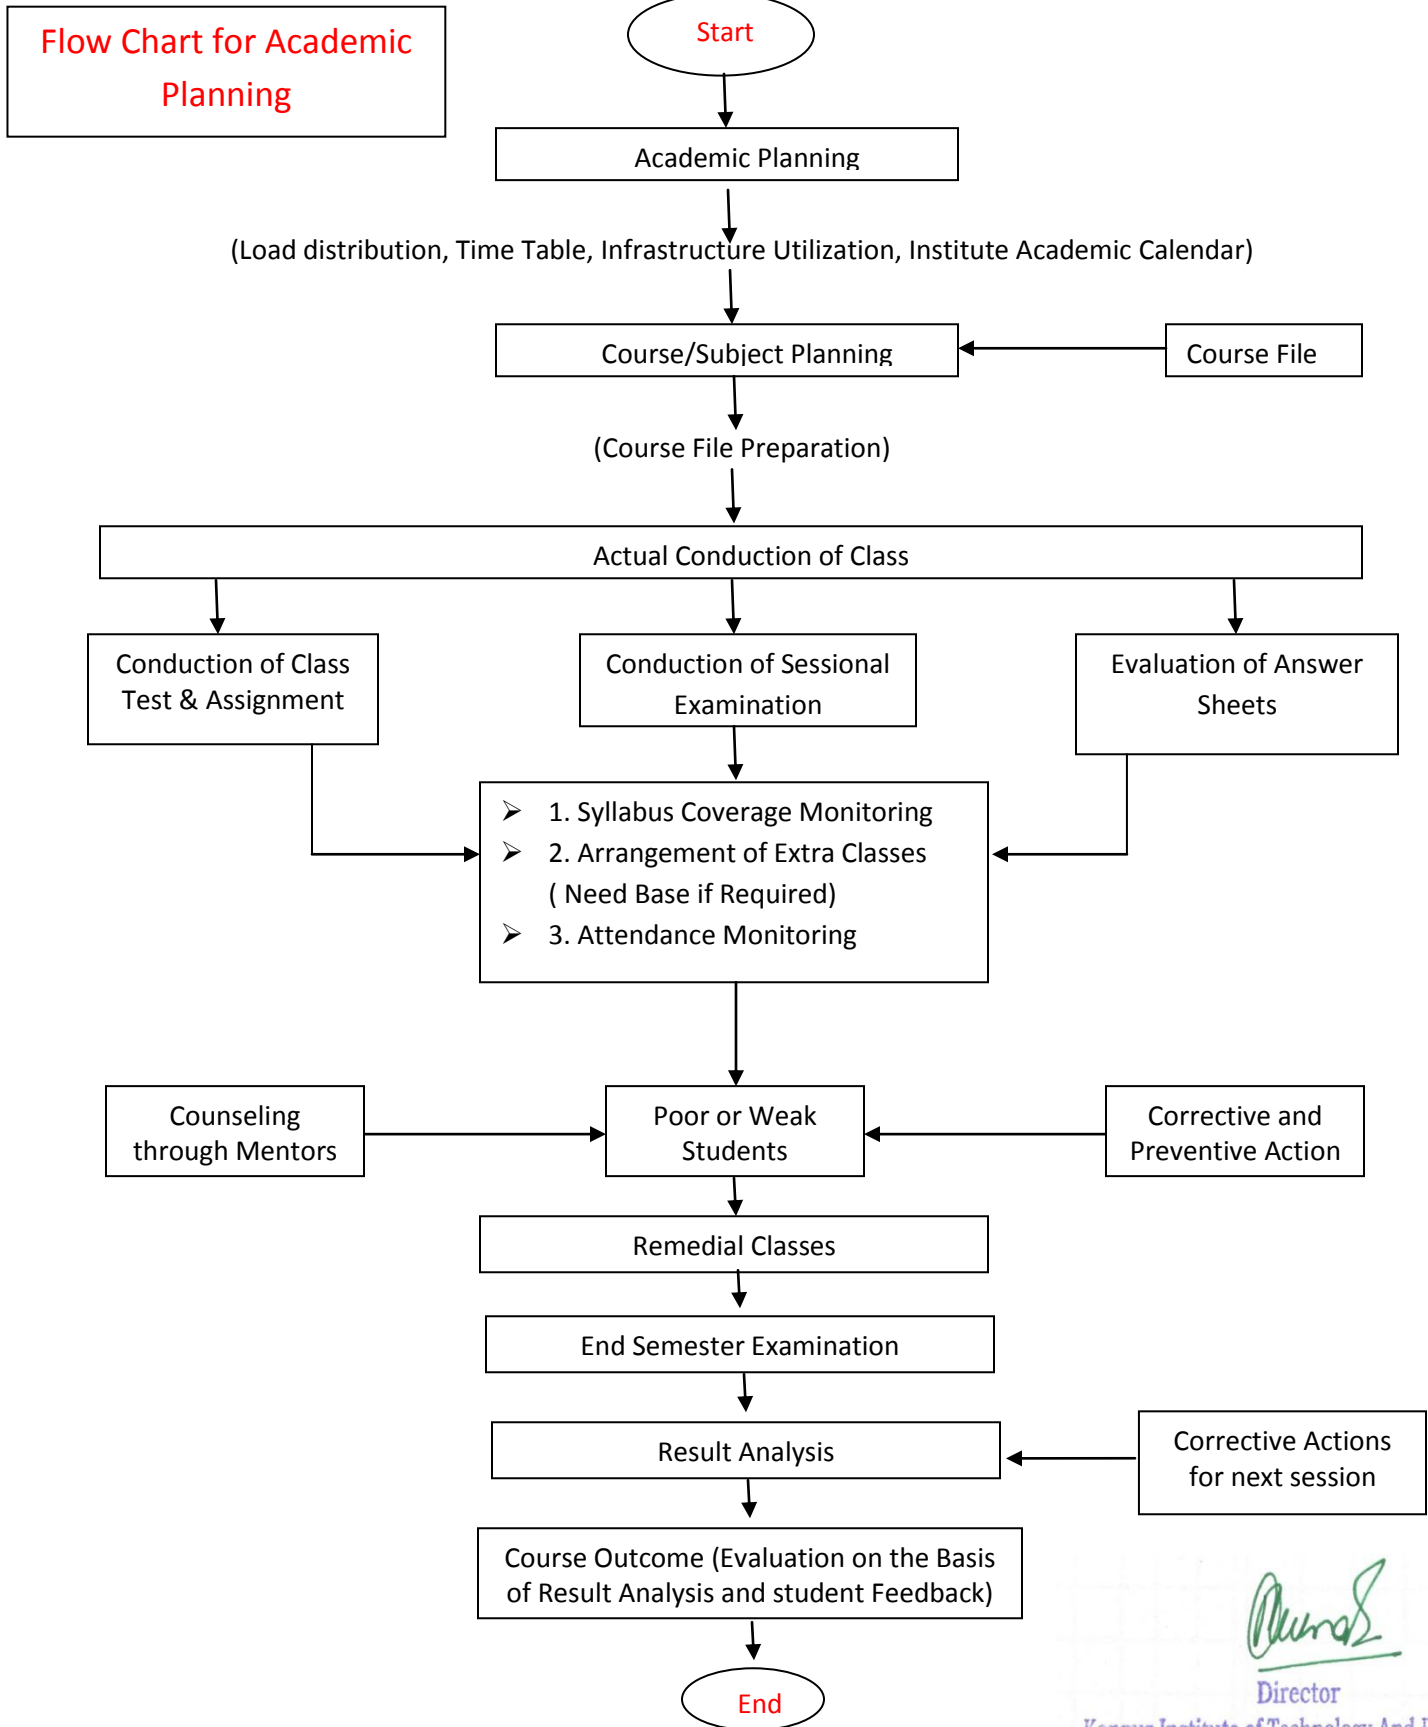 Flow Chart for Academic
Planning
Start
Academic Planning
(Load distribution, Time Table, Infrastructure Utilization, Institute Academic Calendar)
Course/Subject Planning
Course File
(Course File Preparation)
Actual Conduction of Class
Conduction of Class
Test & Assignment
Conduction of Sessional
Examination
Evaluation of Answer
Sheets
➢ 1. Syllabus Coverage Monitoring
➢ 2. Arrangement of Extra Classes
( Need Base if Required)
➢ 3. Attendance Monitoring
Counseling
through Mentors
Poor or Weak
Students
Corrective and
Preventive Action
Remedial Classes
End Semester Examination
Result Analysis
Corrective Actions
for next session
Course Outcome (Evaluation on the Basis
of Result Analysis and student Feedback)
End
Director
Institute of Technology And